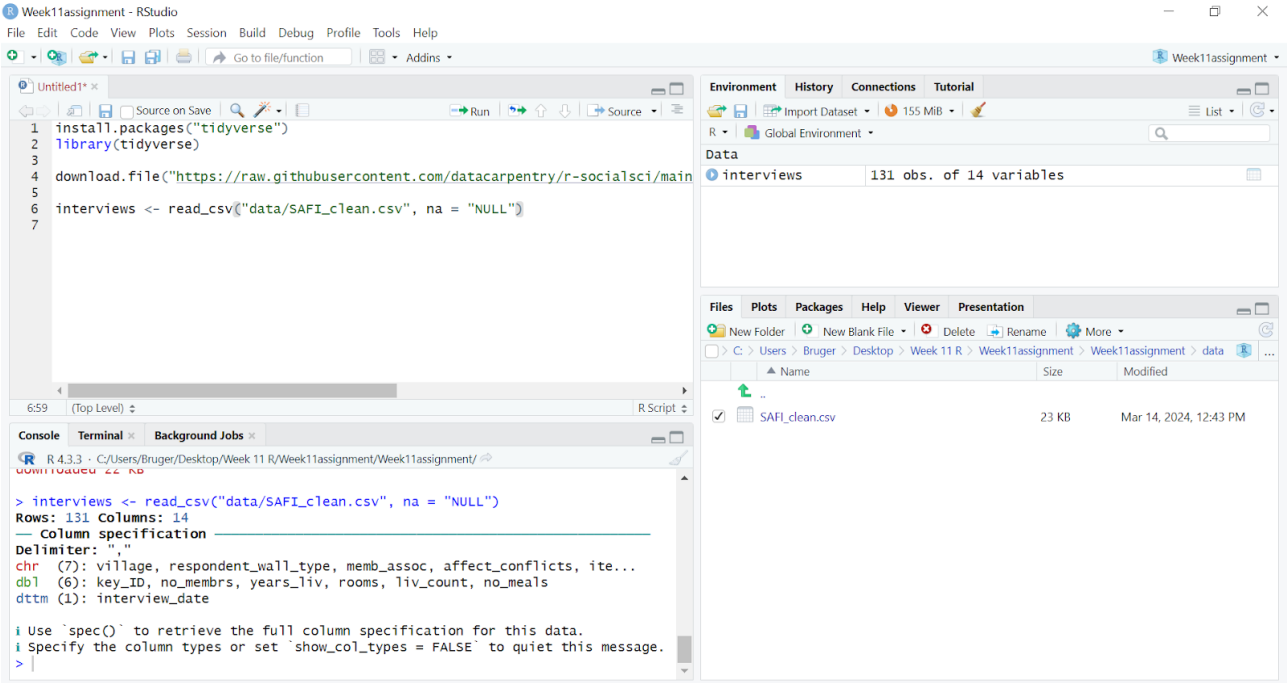 Week11assignment - RStudio
File Edit Code View Plots Session Build Debug Profile Tools Help
Go to file/function Addins Week11assignment
Untitled1*
Source on Save Run Source
1 install.packages("tidyverse")
2 library(tidyverse)
3
4 download.file("https://raw.githubusercontent.com/datacarpentry/r-socialsci/main
5
6 interviews <- read_csv("data/SAFI_clean.csv", na = "NULL")
7
6:59 (Top Level) R Script
Console Terminal Background Jobs
R 4.3.3 · C:/Users/Bruger/Desktop/Week 11 R/Week11assignment/Week11assignment/
downloaded 22 KB
> interviews <- read_csv("data/SAFI_clean.csv", na = "NULL")
Rows: 131 Columns: 14
── Column specification ──
Delimiter: ","
chr (7): village, respondent_wall_type, memb_assoc, affect_conflicts, ite...
dbl (6): key_ID, no_membrs, years_liv, rooms, liv_count, no_meals
dttm (1): interview_date
ℹ Use `spec()` to retrieve the full column specification for this data.
ℹ Specify the column types or set `show_col_types = FALSE` to quiet this message.
>
Environment History Connections Tutorial
Import Dataset 155 MiB List
R Global Environment
Data
interviews 131 obs. of 14 variables
Files Plots Packages Help Viewer Presentation
New Folder New Blank File Delete Rename More
C: > Users > Bruger > Desktop > Week 11 R > Week11assignment > Week11assignment > data ...
Name Size Modified
..
SAFI_clean.csv 23 KB Mar 14, 2024, 12:43 PM